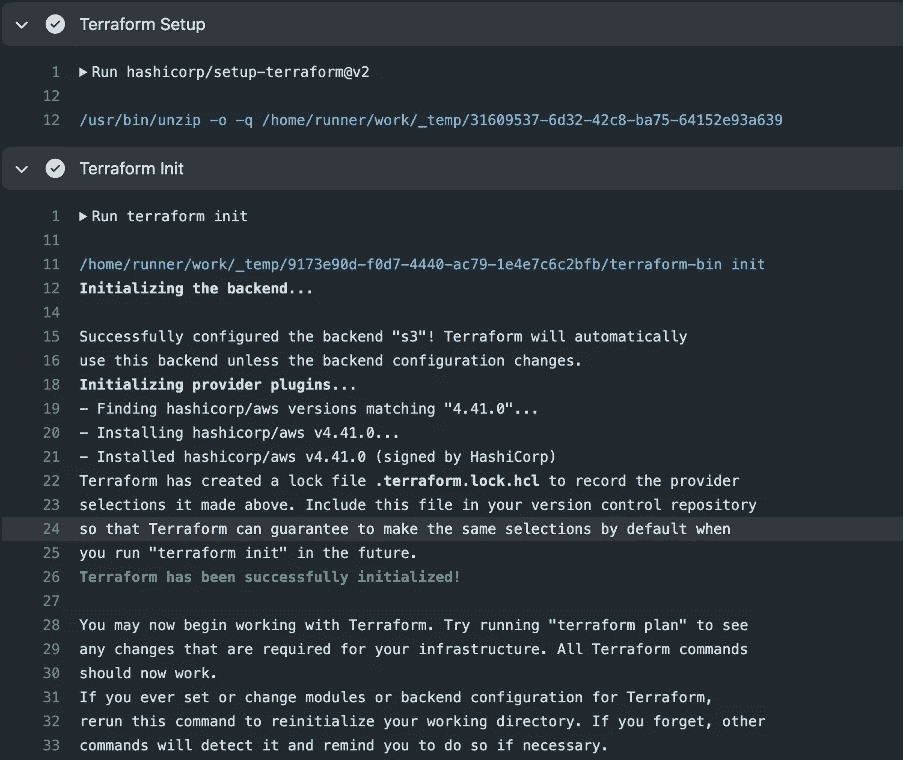 Terraform Setup
1 Run hashicorp/setup-terraform@v2
12
12 /usr/bin/unzip -o -q /home/runner/work/_temp/31609537-6d32-42c8-ba75-64152e93a639
Terraform Init
1 Run terraform init
11
11 /home/runner/work/_temp/9173e90d-f0d7-4440-ac79-1e4e7c6c2bfb/terraform-bin init
12 Initializing the backend...
14
15 Successfully configured the backend "s3"! Terraform will automatically
16 use this backend unless the backend configuration changes.
18 Initializing provider plugins...
19 - Finding hashicorp/aws versions matching "4.41.0"...
20 - Installing hashicorp/aws v4.41.0...
21 - Installed hashicorp/aws v4.41.0 (signed by HashiCorp)
22 Terraform has created a lock file .terraform.lock.hcl to record the provider
23 selections it made above. Include this file in your version control repository
24 so that Terraform can guarantee to make the same selections by default when
25 you run "terraform init" in the future.
26 Terraform has been successfully initialized!
27
28 You may now begin working with Terraform. Try running "terraform plan" to see
29 any changes that are required for your infrastructure. All Terraform commands
30 should now work.
31 If you ever set or change modules or backend configuration for Terraform,
32 rerun this command to reinitialize your working directory. If you forget, other
33 commands will detect it and remind you to do so if necessary.